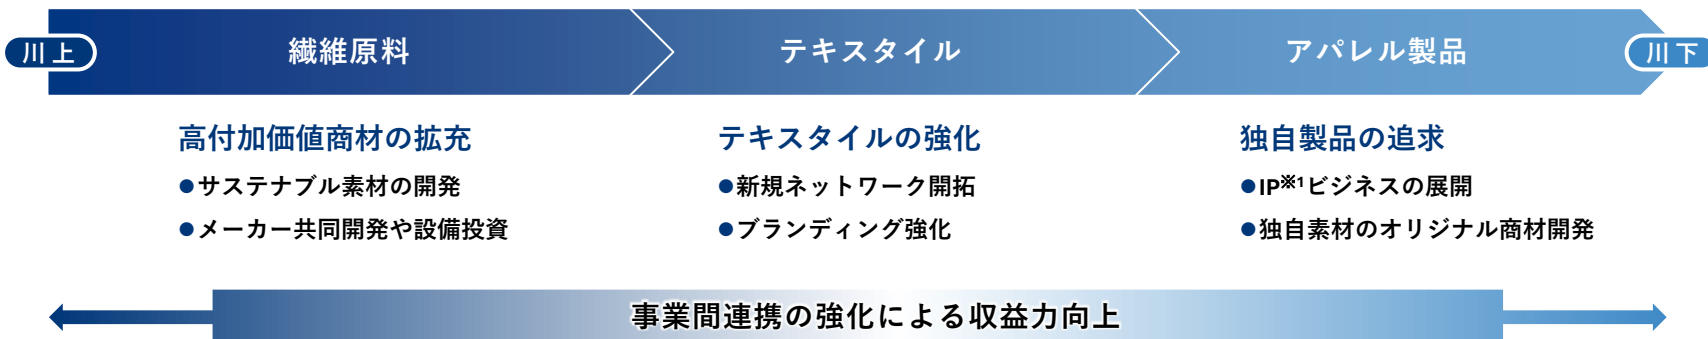 川上
繊維原料
テキスタイル
アパレル製品
川下
高付加価値商材の拡充
●サステナブル素材の開発
●メーカー共同開発や設備投資
テキスタイルの強化
●新規ネットワーク開拓
●ブランディング強化
独自製品の追求
●IP※1ビジネスの展開
●独自素材のオリジナル商材開発
事業間連携の強化による収益力向上